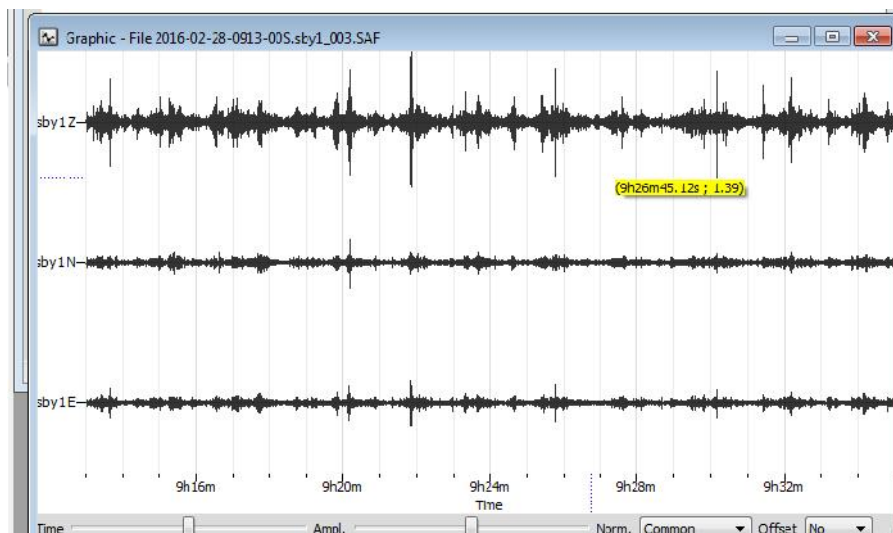 Graphic - File 2016-02-28-0913-00S.sby1_003.SAF
sby1Z
(9h26m45.12s ; 1.39)
sby1N
sby1E
9h16m 9h20m 9h24m 9h28m 9h32m
Time
Time Ampl. Norm. Common Offset No